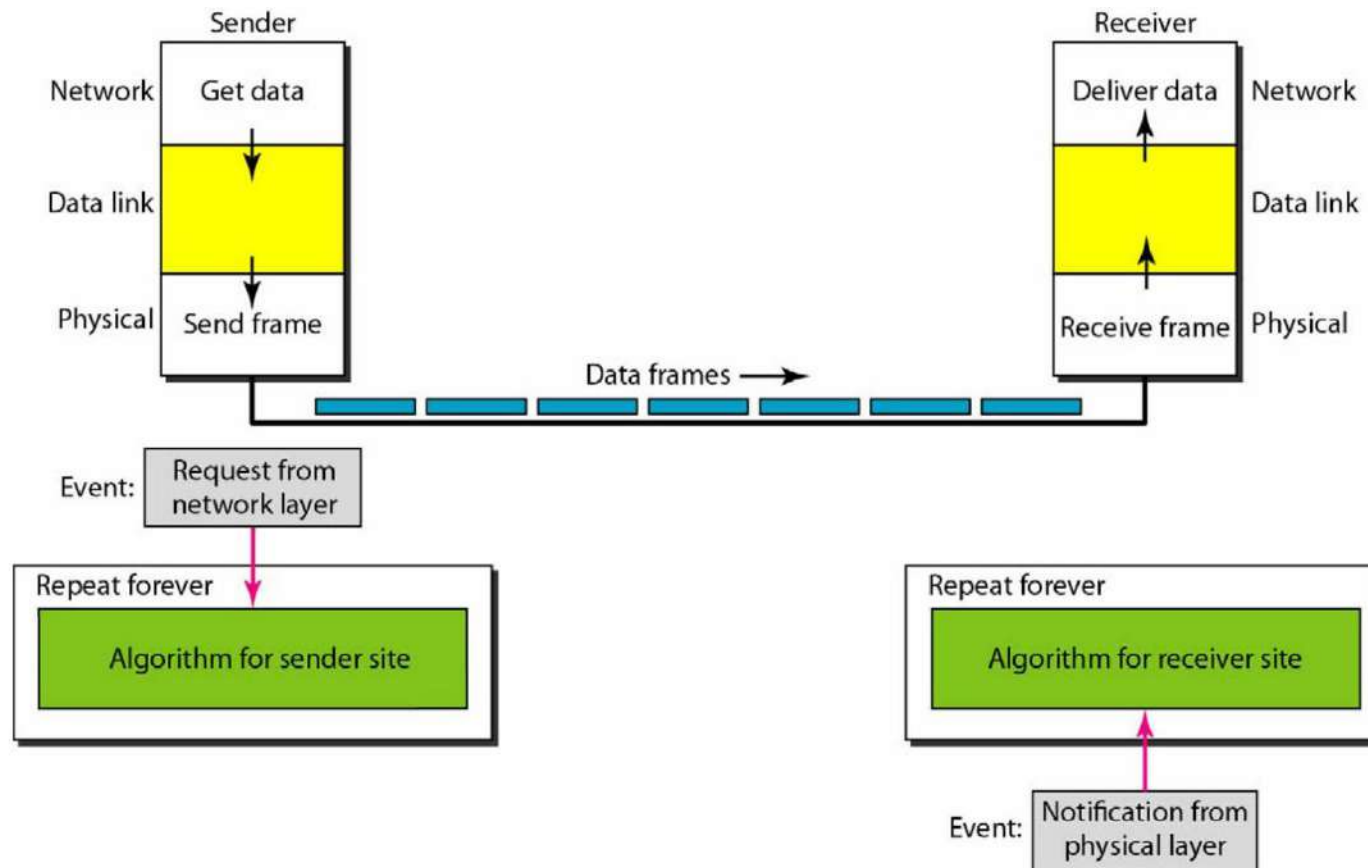 Sender
Receiver
Network
Get data
Deliver data
Network
Data link
Data link
Physical
Send frame
Receive frame
Physical
Data frames
Event:
Request from
network layer
Repeat forever
Algorithm for sender site
Repeat forever
Algorithm for receiver site
Event:
Notification from
physical layer